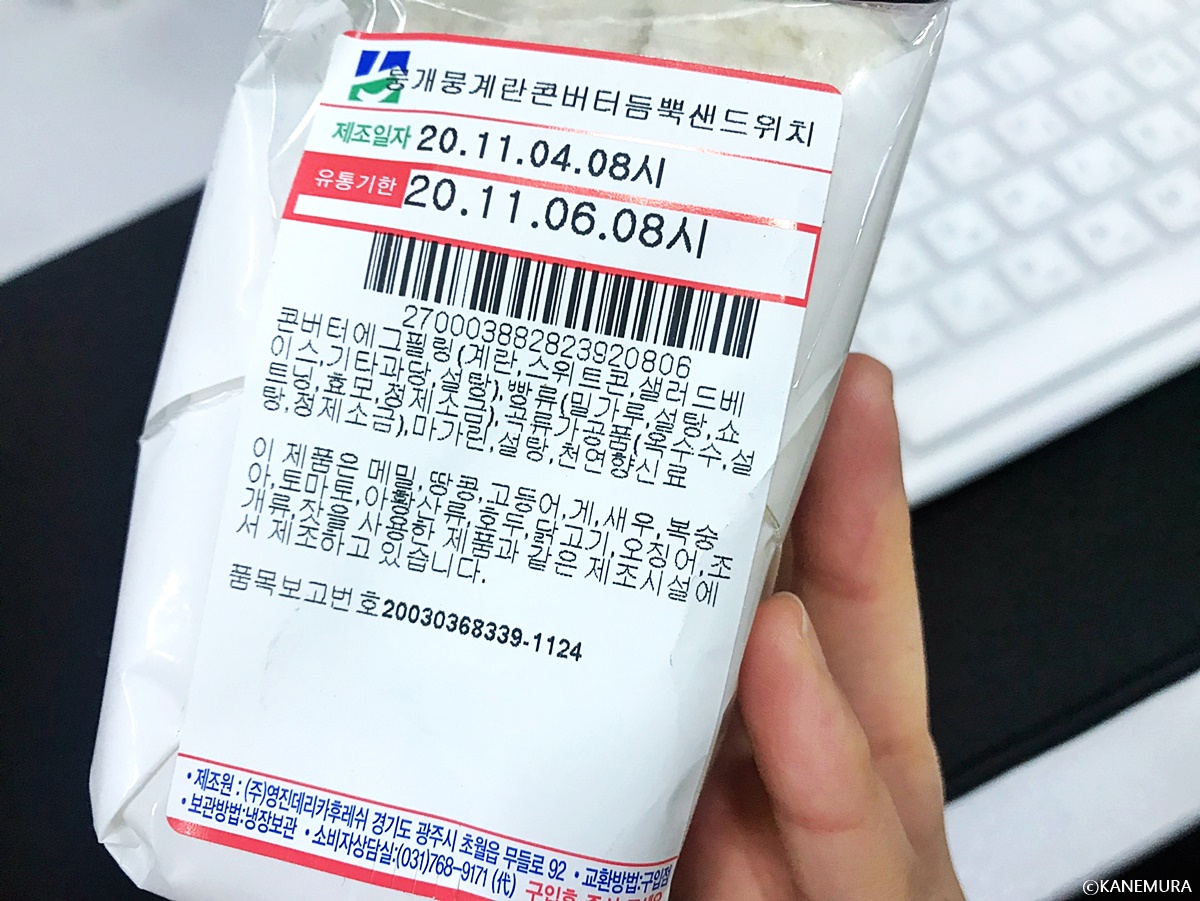 뭉개뭉계란콘버터듬뿍샌드위치
제조일자 20.11.04.08시
유통기한 20.11.06.08시
270003882823920806
콘버터에그필링(계란,스위트콘,샐러드베
이스,기타과당,설탕),빵류(밀가루,설탕,쇼
트닝,효모,정제소금),곡류가공품(옥수수,설
탕,정제소금),마가린,설탕,천연향신료
이 제품은 메밀,땅콩,고등어,게,새우,복숭
아,토마토,아황산류,호두,닭고기,오징어,조
개류,잣을 사용한 제품과 같은 제조시설에
서 제조하고 있습니다.
품목보고번호20030368339-1124
•제조원 : (주)영진데리카후레쉬 경기도 광주시 초월읍 무들로 92 •교환방법:구입점
•보관방법:냉장보관 •소비자상담실:(031)768-9171 (代)
©KANEMURA